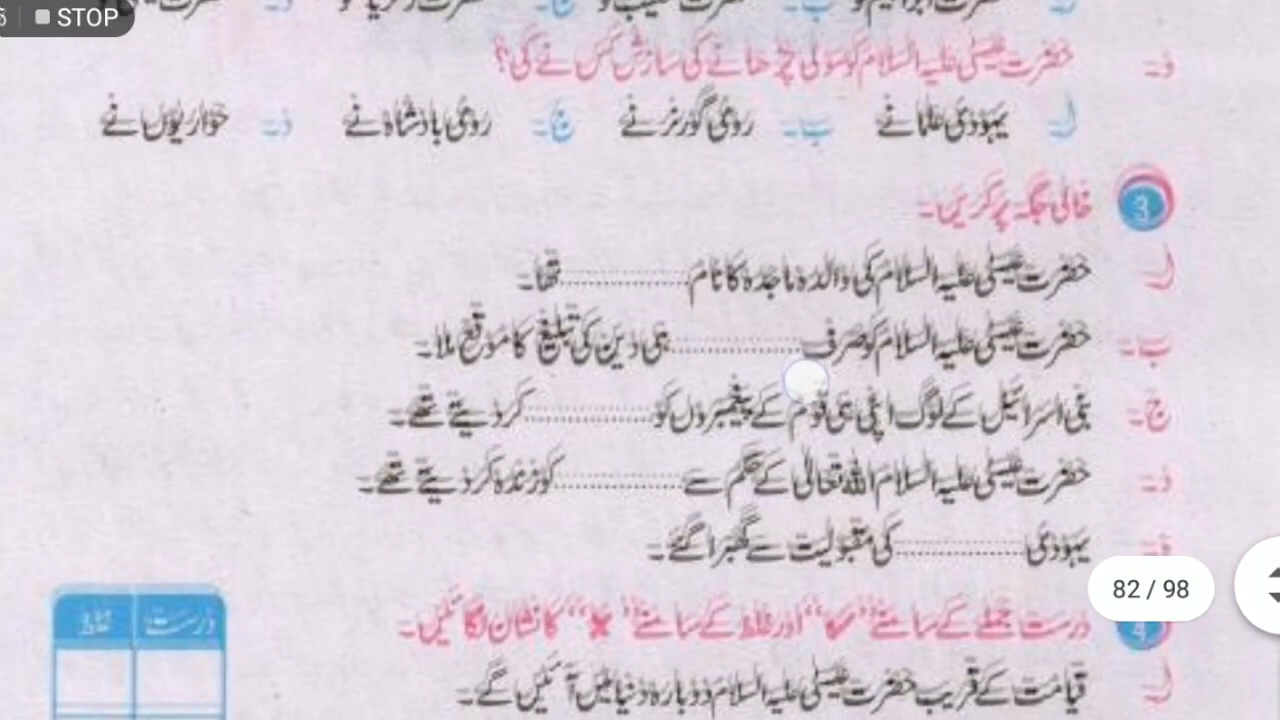 STOP
و۔ حضرت عیسیٰ علیہ السلام کو سولی چڑھانے کی سازش کس نے کی؟
ا۔ یہودی علما نے ب۔ رومی گورنر نے ج۔ رومی بادشاہ نے د۔ حواریوں نے
3 خالی جگہ پر کریں۔
ا۔ حضرت عیسیٰ علیہ السلام کی والدہ ماجدہ کا نام .......... تھا۔
ب۔ حضرت عیسیٰ علیہ السلام کو صرف .......... ہی دین کی تبلیغ کا موقع ملا۔
ج۔ بنی اسرائیل کے لوگ اپنی ہی قوم کے پیغمبروں کو .......... کر دیتے تھے۔
د۔ حضرت عیسیٰ علیہ السلام اللہ تعالیٰ کے حکم سے .......... کو زندہ کر دیتے تھے۔
و۔ یہودی .......... کی مقبولیت سے گھبرا گئے۔
82 / 98
4 درست جملے کے سامنے "✓" اور غلط کے سامنے "✗" کا نشان لگائیں۔
درست غلط
ا۔ قیامت کے قریب حضرت عیسیٰ علیہ السلام دوبارہ دنیا میں آئیں گے۔